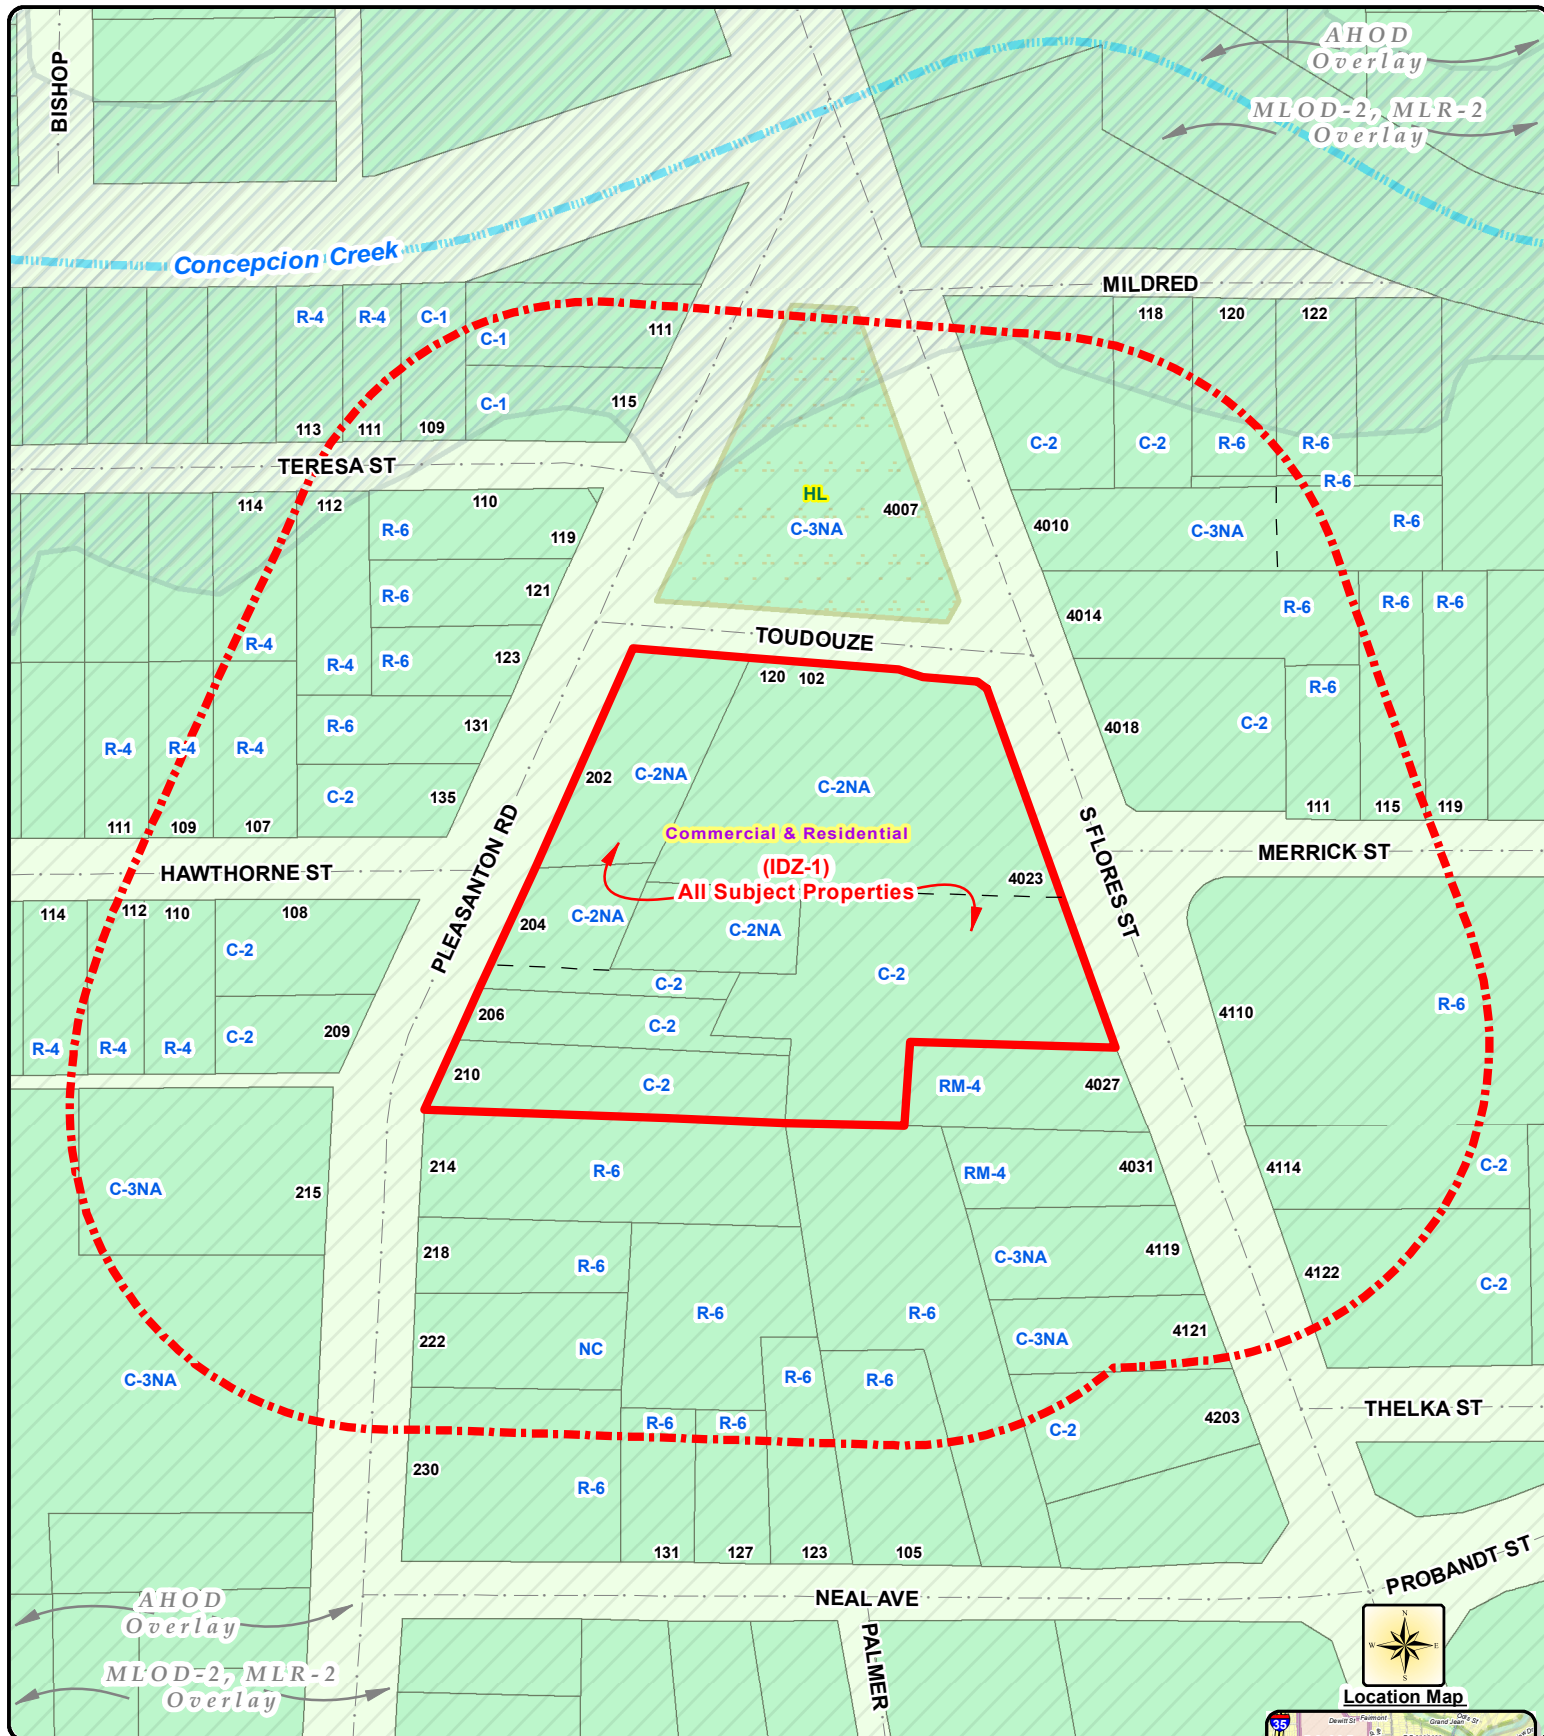 BISHOP
AHOD
Overlay
MLOD-2, MLR-2
Overlay
Concepcion Creek
MILDRED
R-4
R-4
C-1
C-1
111
118
120
122
C-1
115
113
111
109
C-2
C-2
R-6
R-6
TERESA ST
R-6
HL
C-3NA
4007
114
112
110
R-6
119
4010
C-3NA
R-6
R-6
121
4014
R-6
R-6
R-6
R-4
R-4
R-6
123
TOUDOUZE
120
102
R-6
R-6
131
4018
C-2
R-4
R-4
R-4
202
C-2NA
C-2NA
C-2
135
111
109
107
111
115
119
Commercial & Residential
(IDZ-1)
All Subject Properties
4023
HAWTHORNE ST
PLEASANTON RD
S FLORES ST
MERRICK ST
114
112
110
108
204
C-2NA
C-2NA
C-2
C-2
C-2
4110
R-6
206
C-2
R-4
R-4
R-4
C-2
209
210
C-2
RM-4
4027
C-3NA
215
214
R-6
RM-4
4031
4114
C-2
218
R-6
C-3NA
4119
4122
C-2
R-6
R-6
222
NC
C-3NA
4121
C-3NA
R-6
R-6
R-6
R-6
C-2
4203
THELKA ST
230
R-6
131
127
123
105
PROBANDT ST
NEAL AVE
PALMER
AHOD
Overlay
MLOD-2, MLR-2
Overlay
N
W
E
S
Location Map
35
Dewitt St
Fairmont
Grand Jean